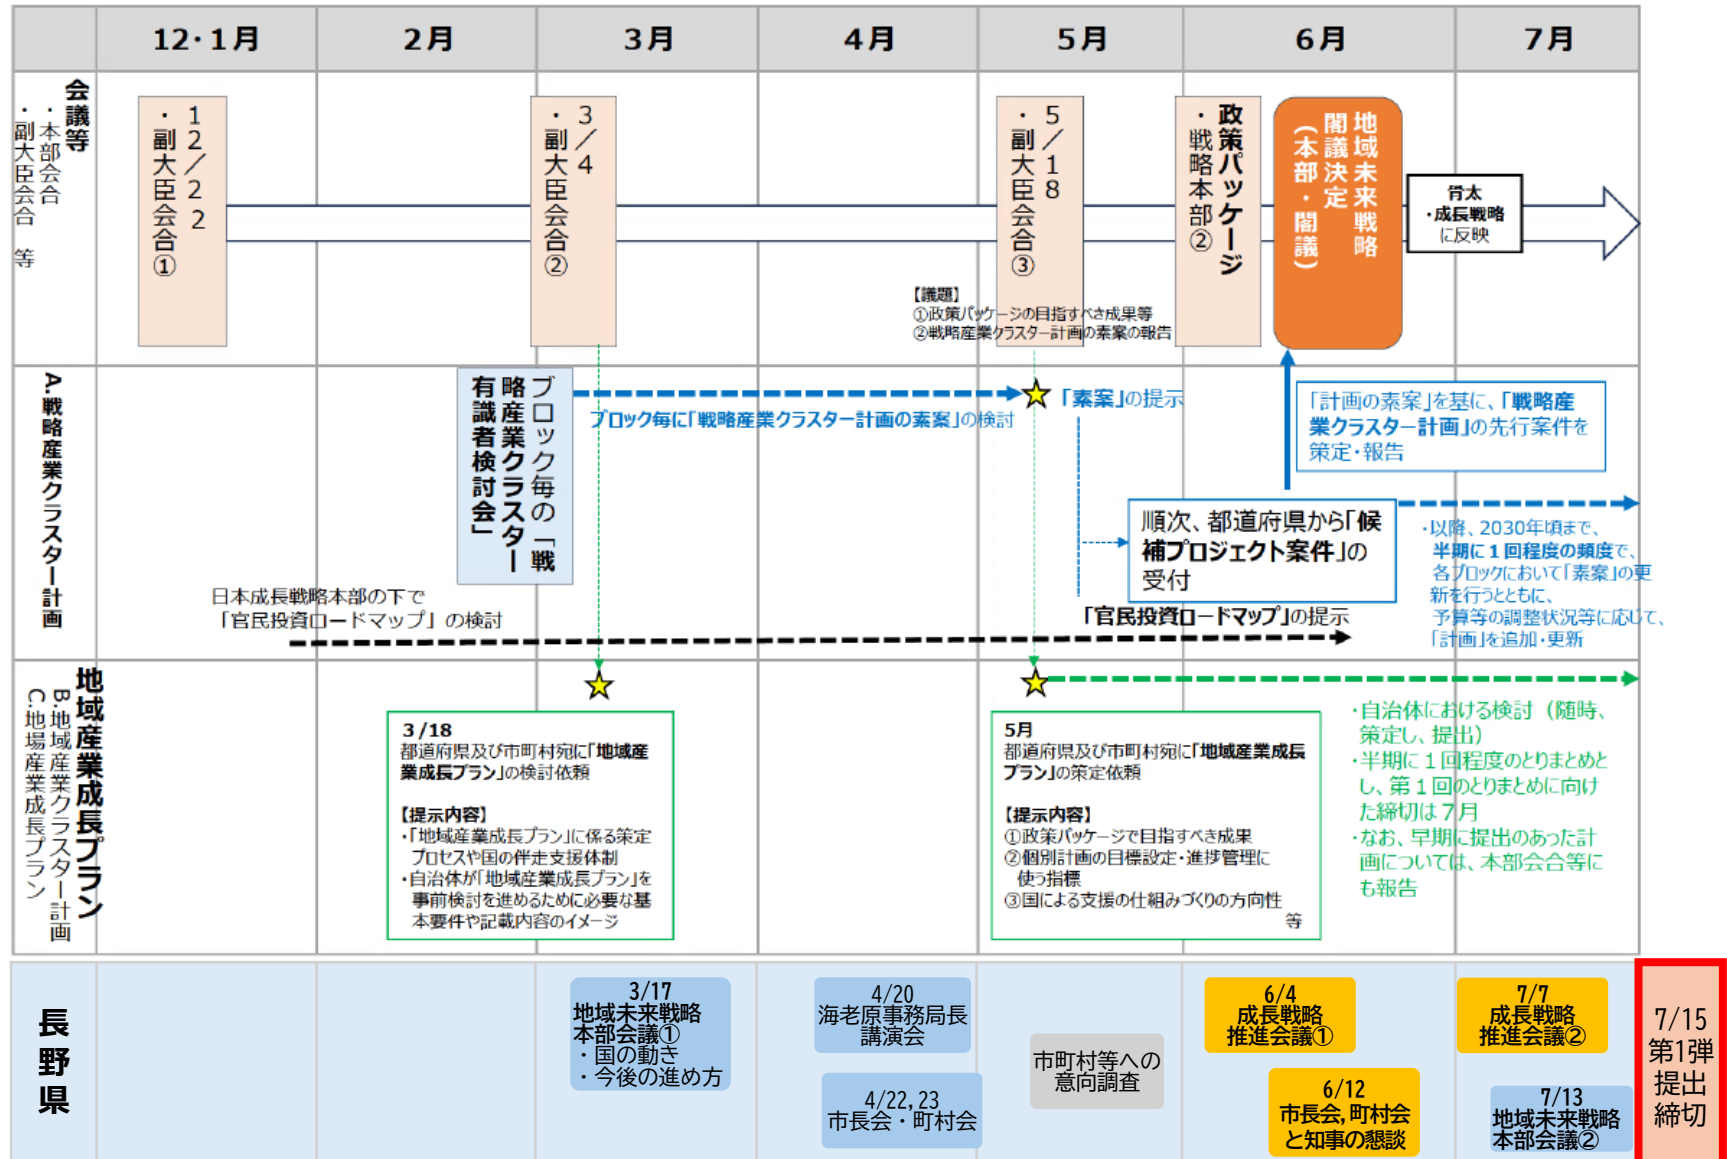 12・1月
2月
3月
4月
5月
6月
7月
会議等
・本部会合
・副大臣会合 等
12/22
・副大臣会合①
3/4
・副大臣会合②
5/18
・副大臣会合③
【議題】
①政策パッケージの目指すべき成果等
②戦略産業クラスター計画の素案の報告
政策パッケージ
・戦略本部②
地域未来戦略
閣議決定
(本部・閣議)
骨太
・成長戦略
に反映
A.戦略産業クラスター計画
ブロック毎の「戦
略産業クラスター
有識者検討会」
ブロック毎に「戦略産業クラスター計画の素案」の検討
「素案」の提示
「計画の素案」を基に、「戦略産
業クラスター計画」の先行案件を
策定・報告
順次、都道府県から「候
補プロジェクト案件」の
受付
・以降、2030年頃まで、
半期に1回程度の頻度で、
各ブロックにおいて「素案」の更
新を行うとともに、
予算等の調整状況等に応じて、
「計画」を追加・更新
日本成長戦略本部の下で
「官民投資ロードマップ」の検討
「官民投資ロードマップ」の提示
地域産業成長プラン
B.地域産業クラスター計画
C.地場産業成長プラン
3/18
都道府県及び市町村宛に「地域産
業成長プラン」の検討依頼
【提示内容】
・「地域産業成長プラン」に係る策定
プロセスや国の伴走支援体制
・自治体が「地域産業成長プラン」を
事前検討を進めるために必要な基
本要件や記載内容のイメージ
5月
都道府県及び市町村宛に「地域産業成長
プラン」の策定依頼
【提示内容】
①政策パッケージで目指すべき成果
②個別計画の目標設定・進捗管理に
使う指標
③国による支援の仕組みづくりの方向性
等
・自治体における検討（随時、
策定し、提出）
・半期に1回程度のとりまとめと
し、第1回のとりまとめに向け
た締切は7月
・なお、早期に提出のあった計
画については、本部会合等に
も報告
長野県
3/17
地域未来戦略
本部会議①
・国の動き
・今後の進め方
4/20
海老原事務局長
講演会
4/22,23
市長会・町村会
市町村等への
意向調査
6/4
成長戦略
推進会議①
6/12
市長会,町村会
と知事の懇談
7/7
成長戦略
推進会議②
7/13
地域未来戦略
本部会議②
7/15
第1弾
提出
締切